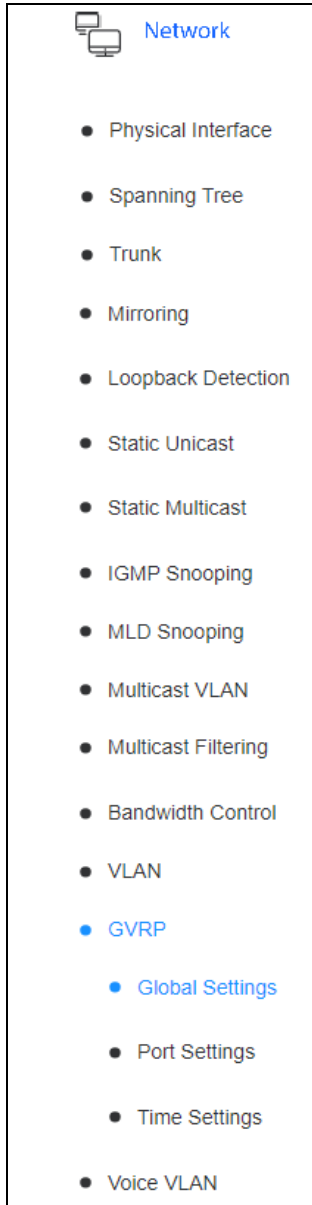 Network
Physical Interface
Spanning Tree
Trunk
Mirroring
Loopback Detection
Static Unicast
Static Multicast
IGMP Snooping
MLD Snooping
Multicast VLAN
Multicast Filtering
Bandwidth Control
VLAN
GVRP
Global Settings
Port Settings
Time Settings
Voice VLAN